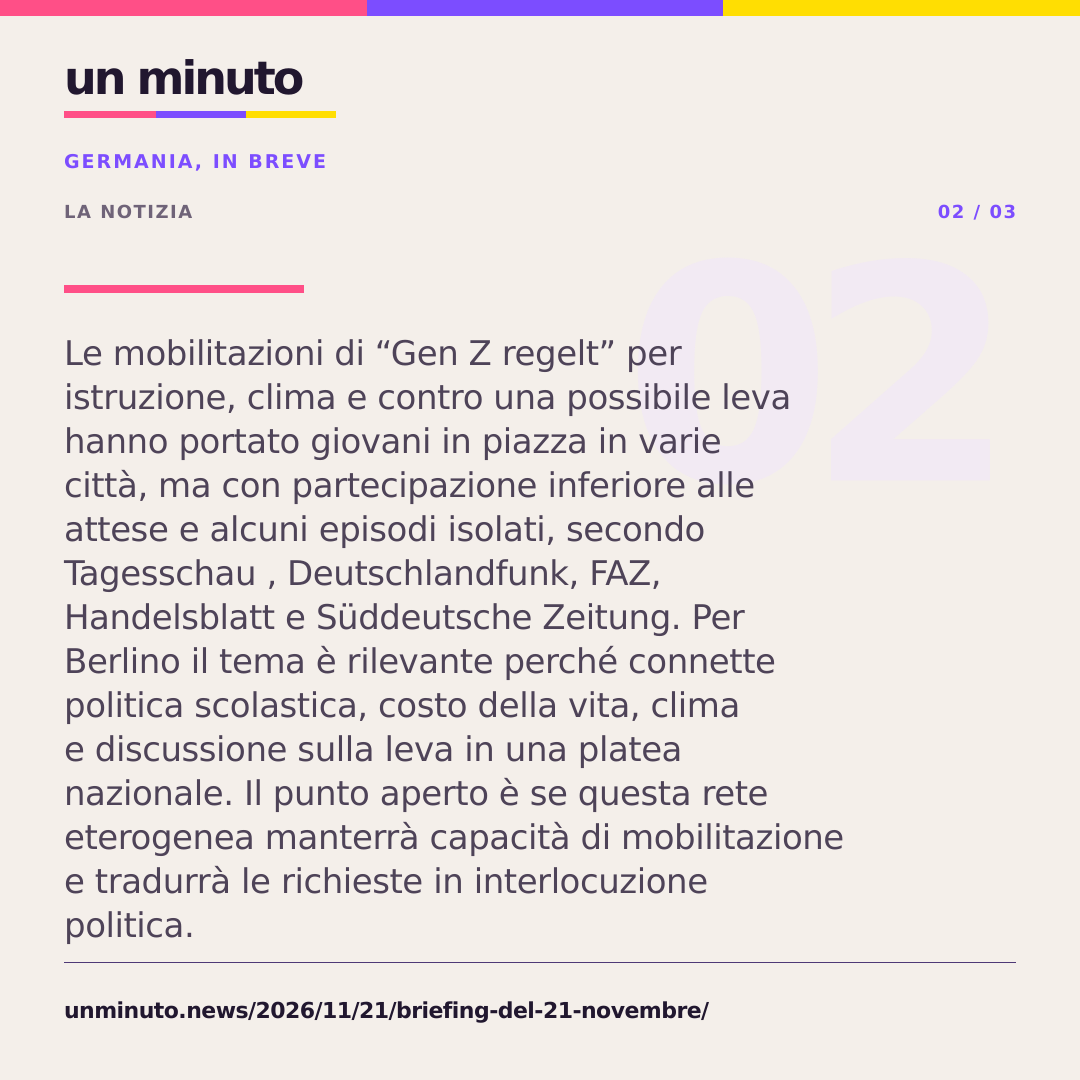 un minuto
GERMANIA, IN BREVE
LA NOTIZIA
02 / 03
02
Le mobilitazioni di “Gen Z regelt” per
istruzione, clima e contro una possibile leva
hanno portato giovani in piazza in varie
città, ma con partecipazione inferiore alle
attese e alcuni episodi isolati, secondo
Tagesschau , Deutschlandfunk, FAZ,
Handelsblatt e Süddeutsche Zeitung. Per
Berlino il tema è rilevante perché connette
politica scolastica, costo della vita, clima
e discussione sulla leva in una platea
nazionale. Il punto aperto è se questa rete
eterogenea manterrà capacità di mobilitazione
e tradurrà le richieste in interlocuzione
politica.
unminuto.news/2026/11/21/briefing-del-21-novembre/